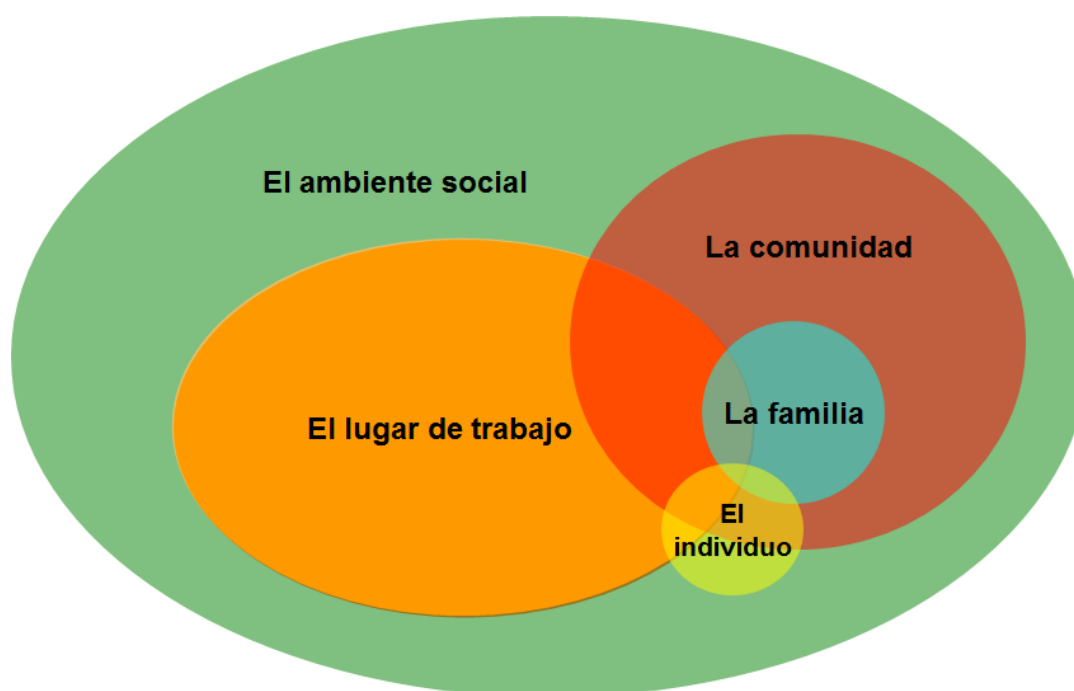 El ambiente social
La comunidad
El lugar de trabajo
La familia
El
individuo